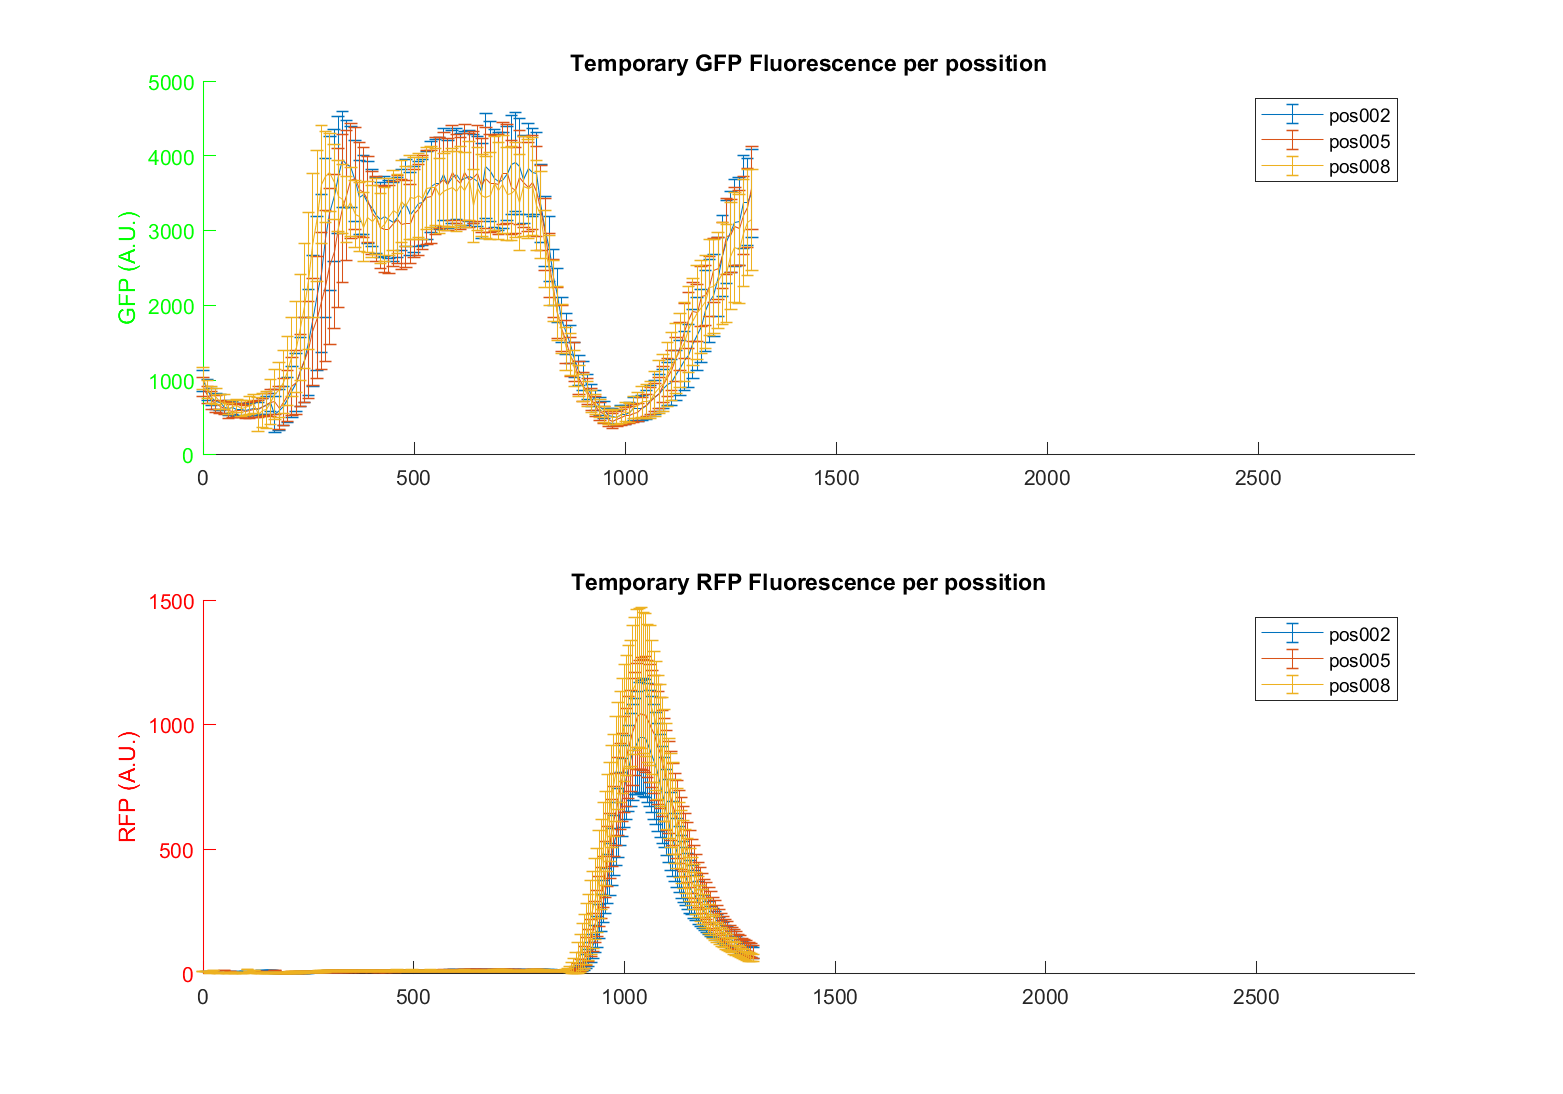 Temporary GFP Fluorescence per possition
GFP (A.U.)
5000
4000
3000
2000
1000
0
0 500 1000 1500 2000 2500
pos002
pos005
pos008
Temporary RFP Fluorescence per possition
RFP (A.U.)
1500
1000
500
0
0 500 1000 1500 2000 2500
pos002
pos005
pos008